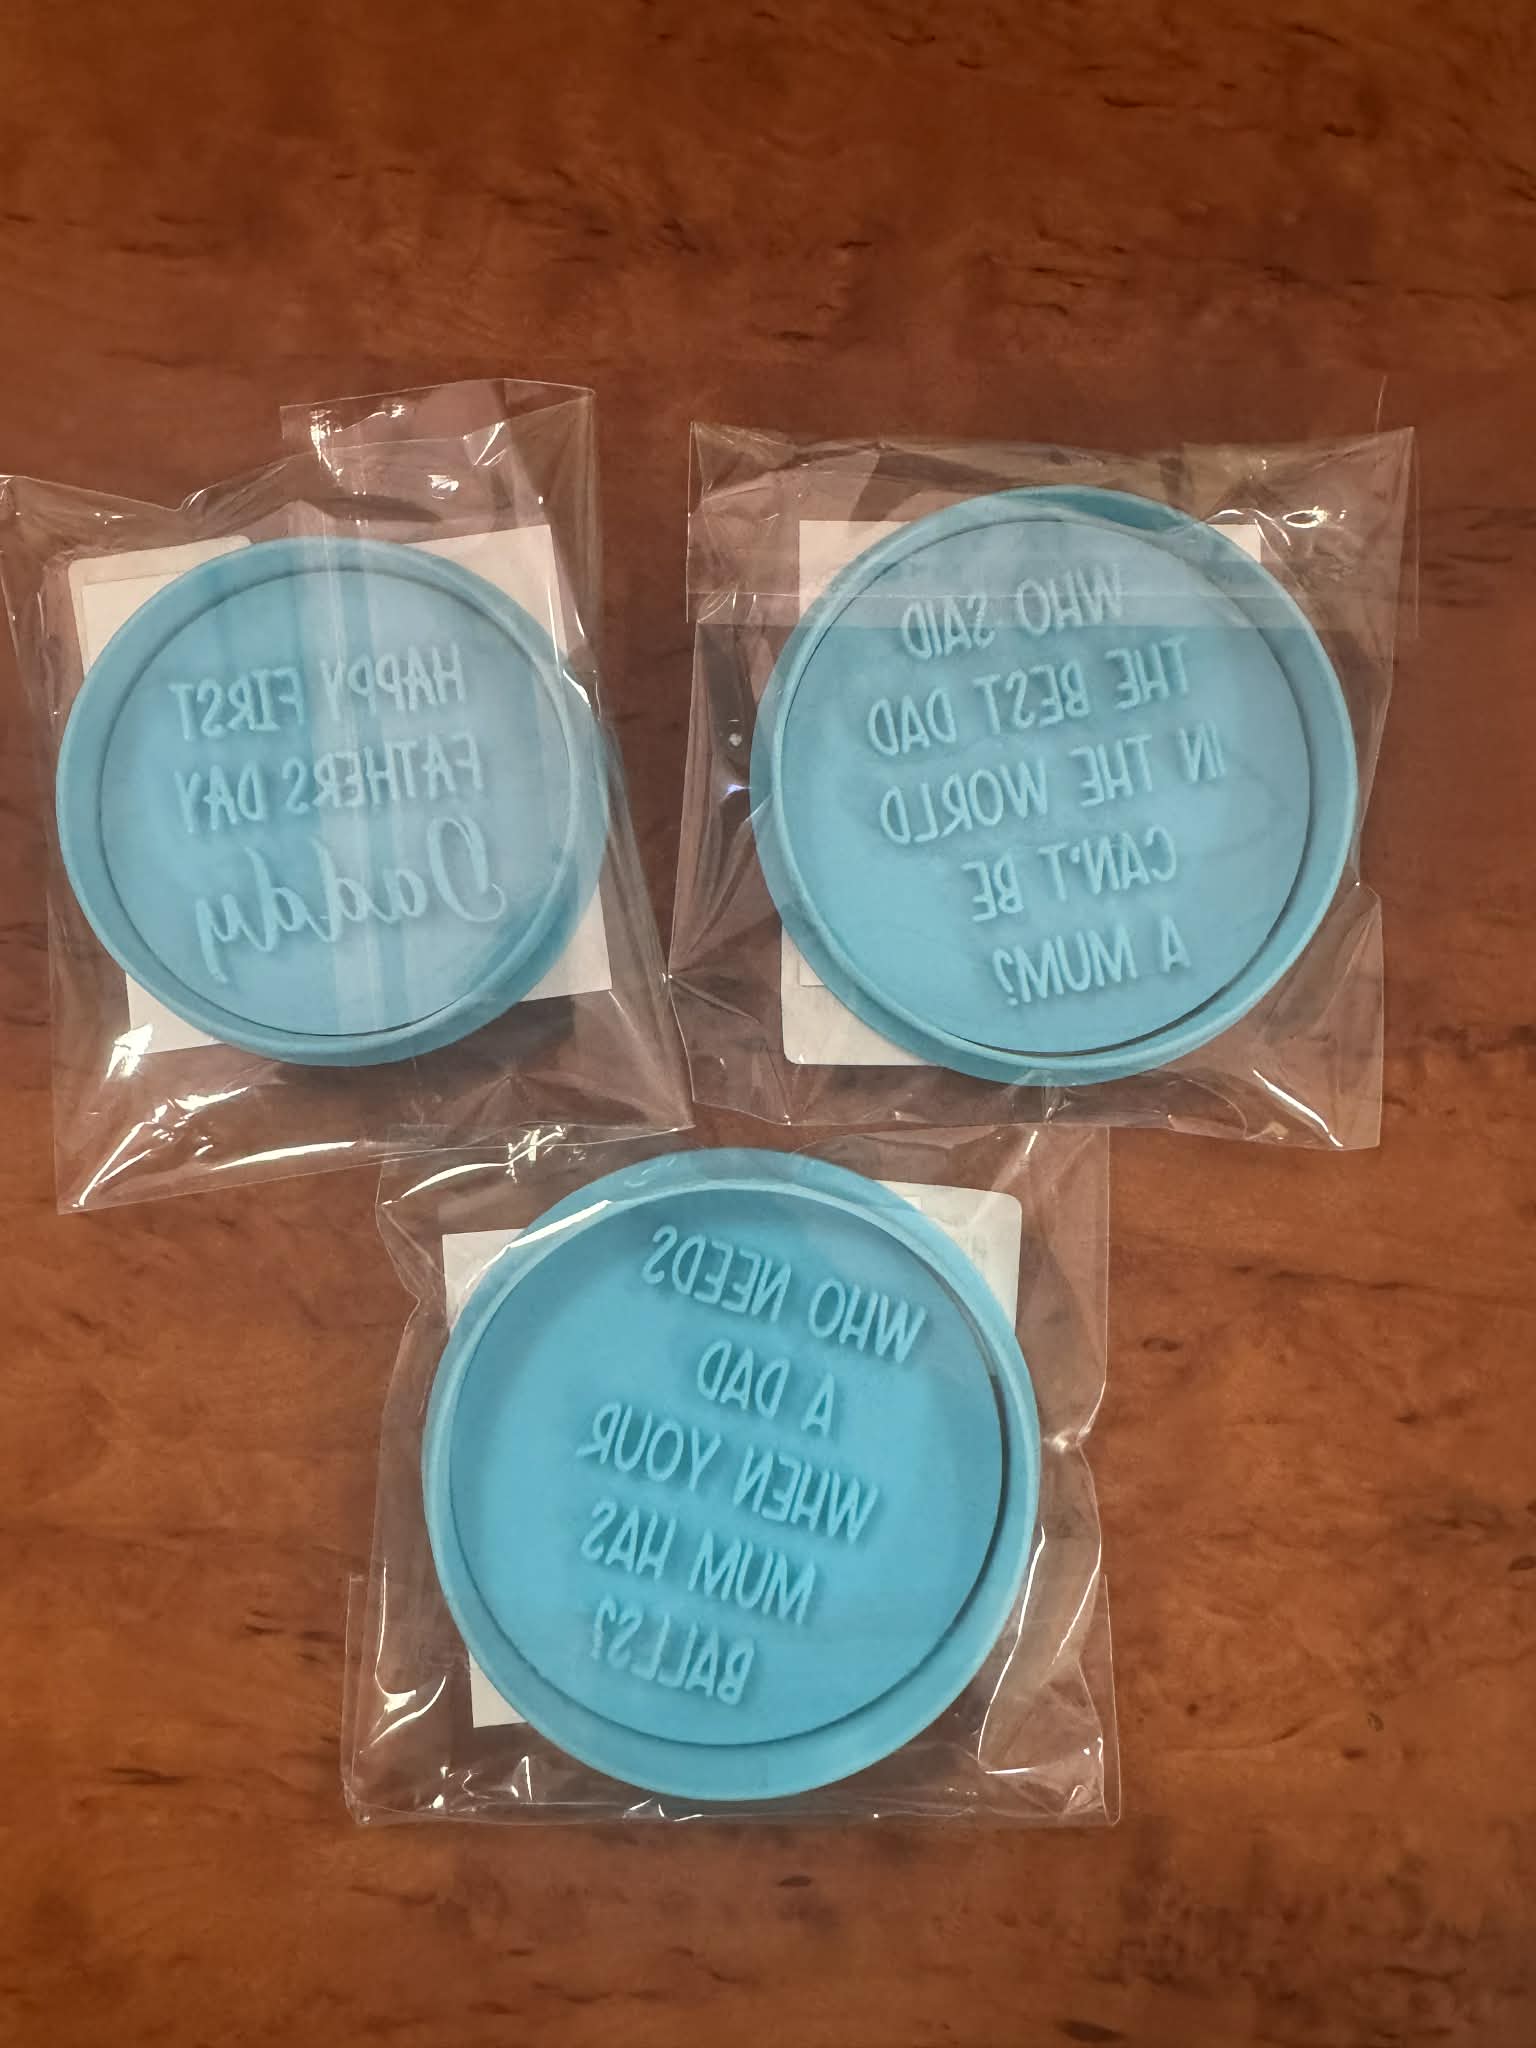 HAPPY FIRST
FATHERS DAY
Daddy
WHO SAID
THE BEST DAD
IN THE WORLD
CAN'T BE
A MUM?
WHO NEEDS
A DAD
WHEN YOUR
MUM HAS
BALLS?